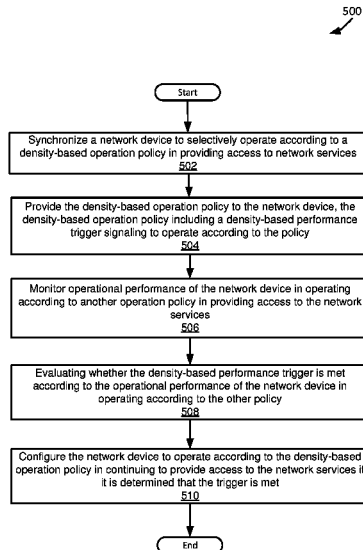 500
Start
Synchronize a network device to selectively operate according to a
density-based operation policy in providing access to network services
502
Provide the density-based operation policy to the network device, the
density-based operation policy including a density-based performance
trigger signaling to operate according to the policy
504
Monitor operational performance of the network device in operating
according to another operation policy in providing access to the network
services
506
Evaluating whether the density-based performance trigger is met
according to the operational performance of the network device in
operating according to the other policy
508
Configure the network device to operate according to the density-based
operation policy in continuing to provide access to the network services if
it is determined that the trigger is met
510
End